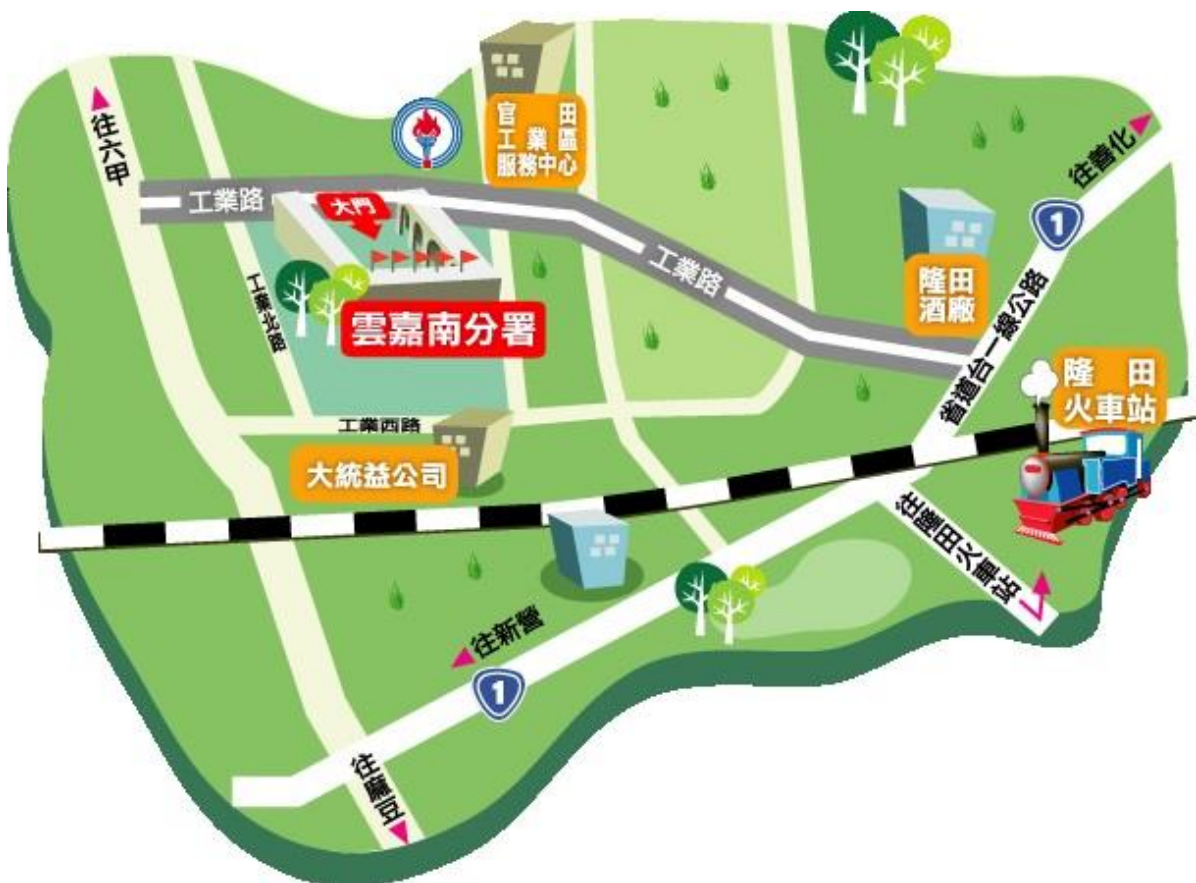 往六甲
官田
工業區
服務中心
往善化
1
工業路
大門
工業路
隆田
酒廠
工業北路
雲嘉南分署
省道台一線公路
隆田
火車站
工業西路
大統益公司
往隆田火車站
往新營
1
往麻豆